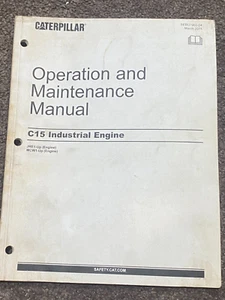 CATERPILLAR
Operation and
Maintenance
Manual
C15 Industrial Engine
SAFETY.CAT.COM